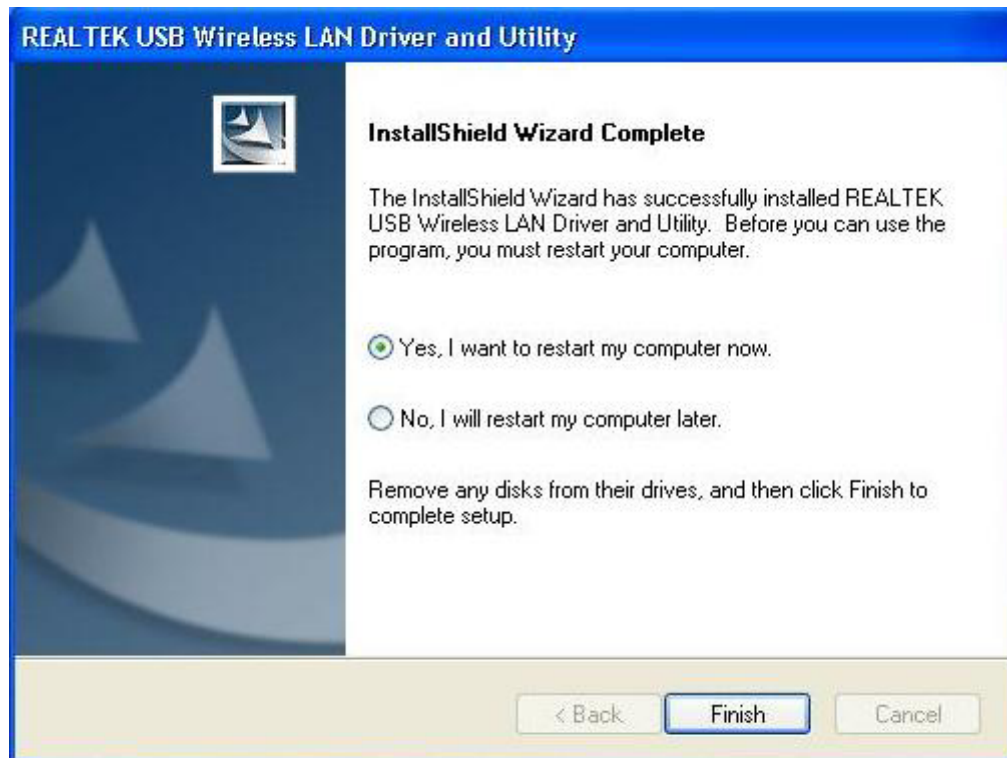 REALTEK USB Wireless LAN Driver and Utility
InstallShield Wizard Complete
The InstallShield Wizard has successfully installed REALTEK
USB Wireless LAN Driver and Utility.  Before you can use the
program, you must restart your computer.
Yes, I want to restart my computer now.
No, I will restart my computer later.
Remove any disks from their drives, and then click Finish to
complete setup.
< Back Finish Cancel